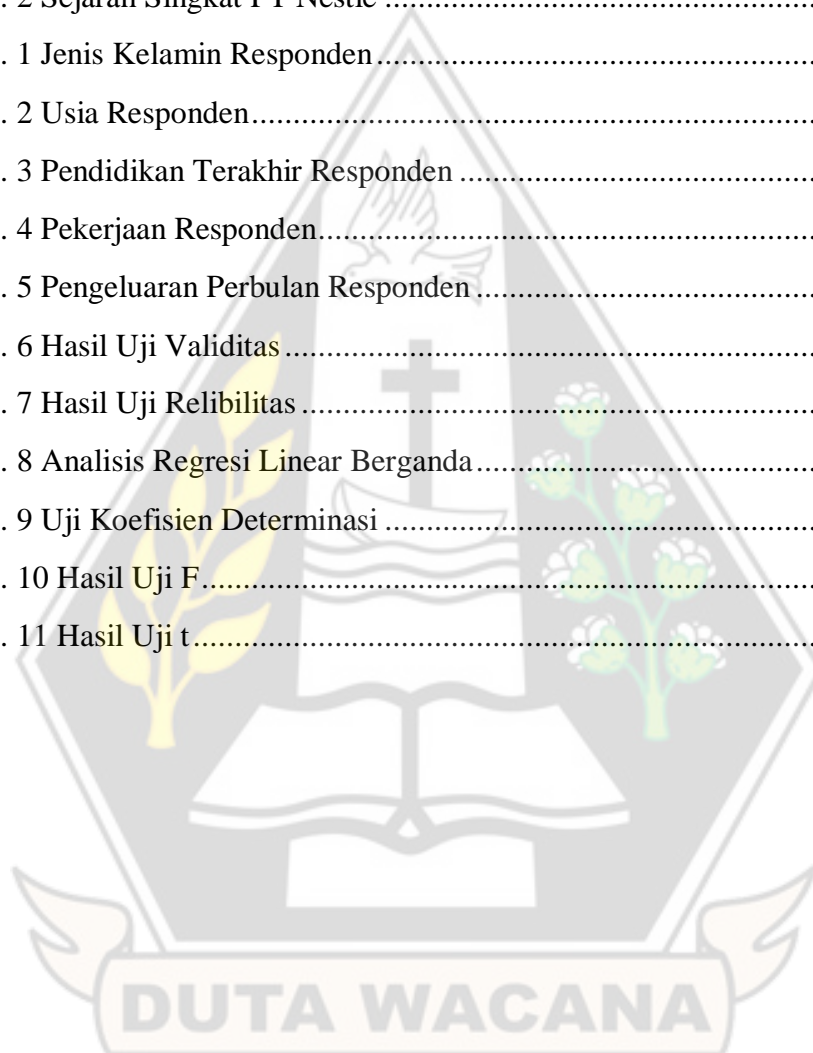 . 2 Sejarah Singkat PT Nestle ........................................................
. 1 Jenis Kelamin Responden ........................................................
. 2 Usia Responden........................................................................
. 3 Pendidikan Terakhir Responden .............................................
. 4 Pekerjaan Responden...............................................................
. 5 Pengeluaran Perbulan Responden ...........................................
. 6 Hasil Uji Validitas ...................................................................
. 7 Hasil Uji Relibilitas .................................................................
. 8 Analisis Regresi Linear Berganda...........................................
. 9 Uji Koefisien Determinasi ......................................................
. 10 Hasil Uji F..............................................................................
. 11 Hasil Uji t...............................................................................
DUTA WACANA